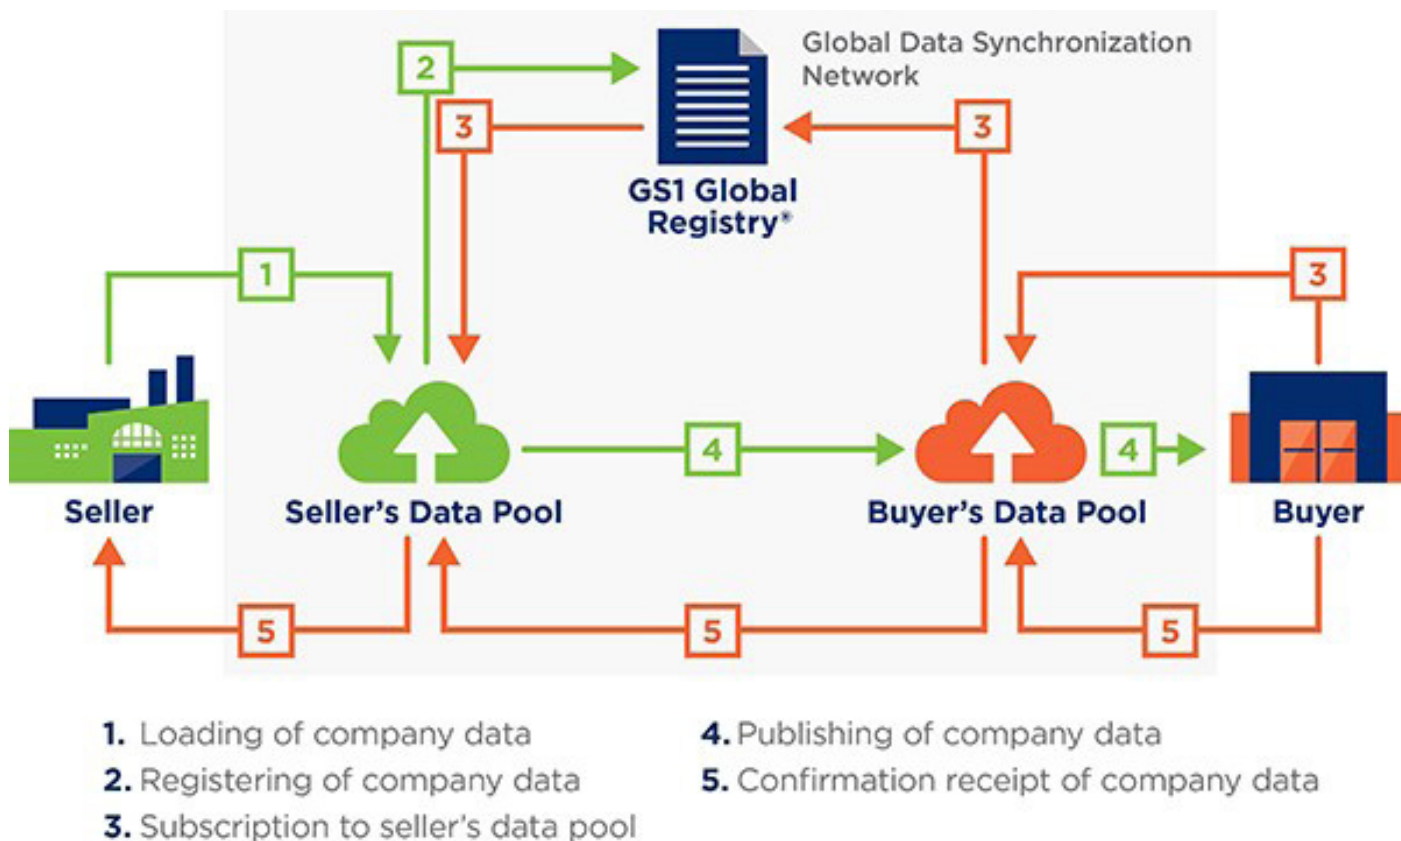 Global Data Synchronization
Network
2
3
3
GS1 Global
Registry®
1
3
4
4
Seller
Seller's Data Pool
Buyer's Data Pool
Buyer
5
5
5
1. Loading of company data
2. Registering of company data
3. Subscription to seller's data pool
4. Publishing of company data
5. Confirmation receipt of company data